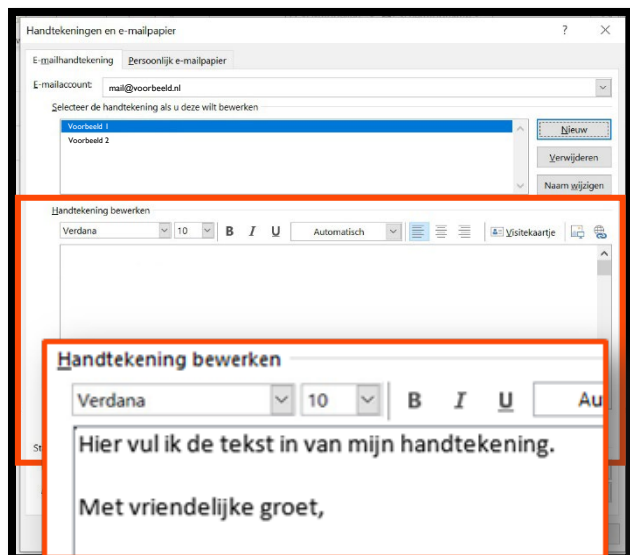 Handtekeningen en e-mailpapier ?
E-mailhandtekening Persoonlijk e-mailpapier
E-mailaccount: mail@voorbeeld.nl
Selecteer de handtekening als u deze wilt bewerken
Voorbeeld 1
Voorbeeld 2
Nieuw
Verwijderen
Naam wijzigen
Handtekening bewerken
Verdana 10 B I U Automatisch Visitekaartje
Handtekening bewerken
Verdana 10 B I U Au
St
Hier vul ik de tekst in van mijn handtekening.
Met vriendelijke groet,